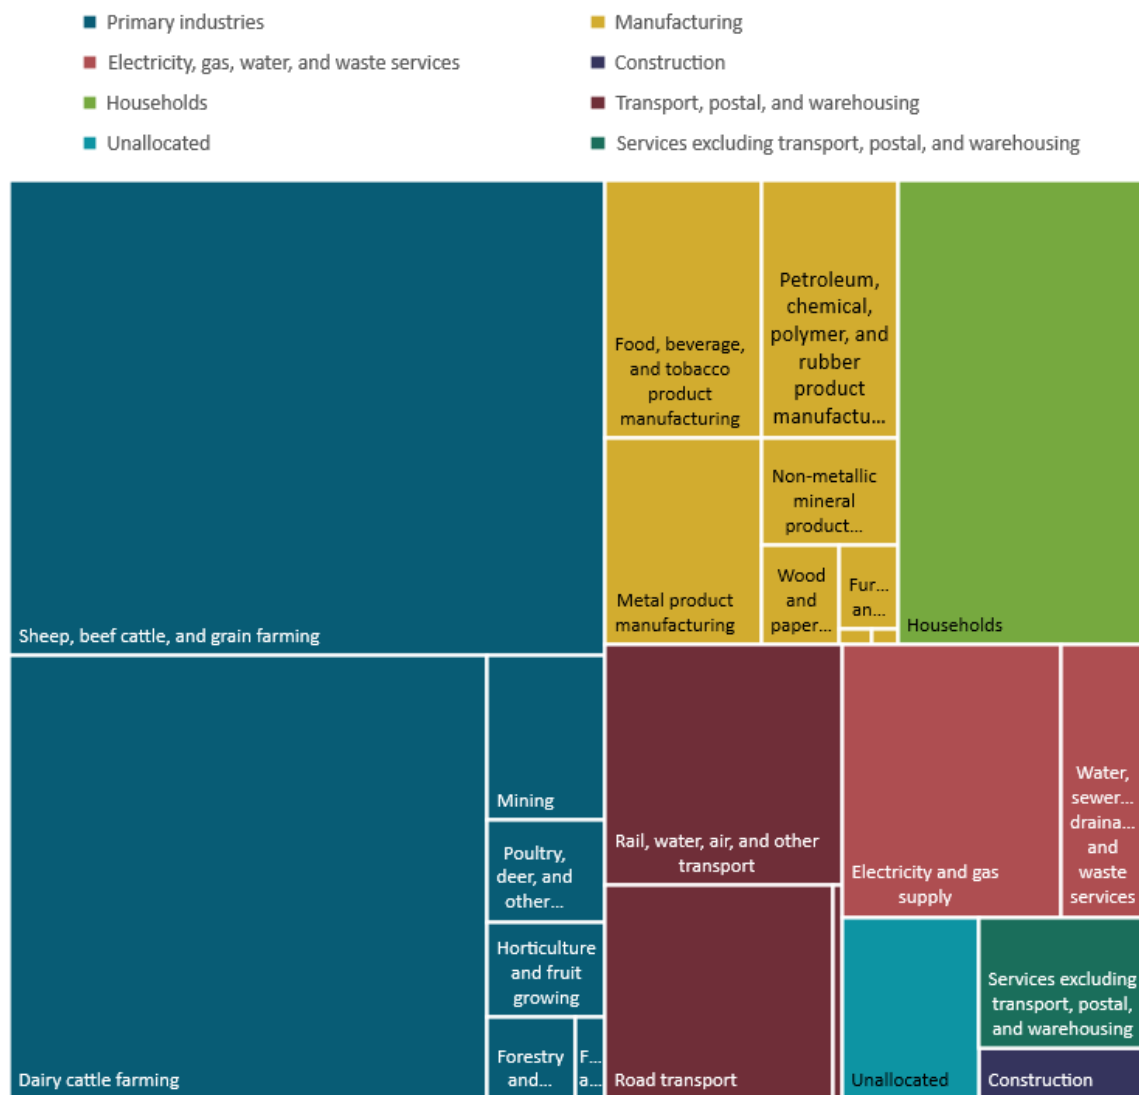 Primary industries
Manufacturing
Electricity, gas, water, and waste services
Construction
Households
Transport, postal, and warehousing
Unallocated
Services excluding transport, postal, and warehousing
Sheep, beef cattle, and grain farming
Dairy cattle farming
Mining
Poultry,
deer, and
other...
Horticulture
and fruit
growing
Forestry
and...
F...
a...
Food, beverage,
and tobacco
product
manufacturing
Petroleum,
chemical,
polymer, and
rubber
product
manufactu...
Metal product
manufacturing
Non-metallic
mineral
product...
Wood
and
paper...
Fur...
an...
Households
Rail, water, air, and other
transport
Road transport
Electricity and gas
supply
Water,
sewer...
draina...
and
waste
services
Unallocated
Services excluding
transport, postal,
and warehousing
Construction